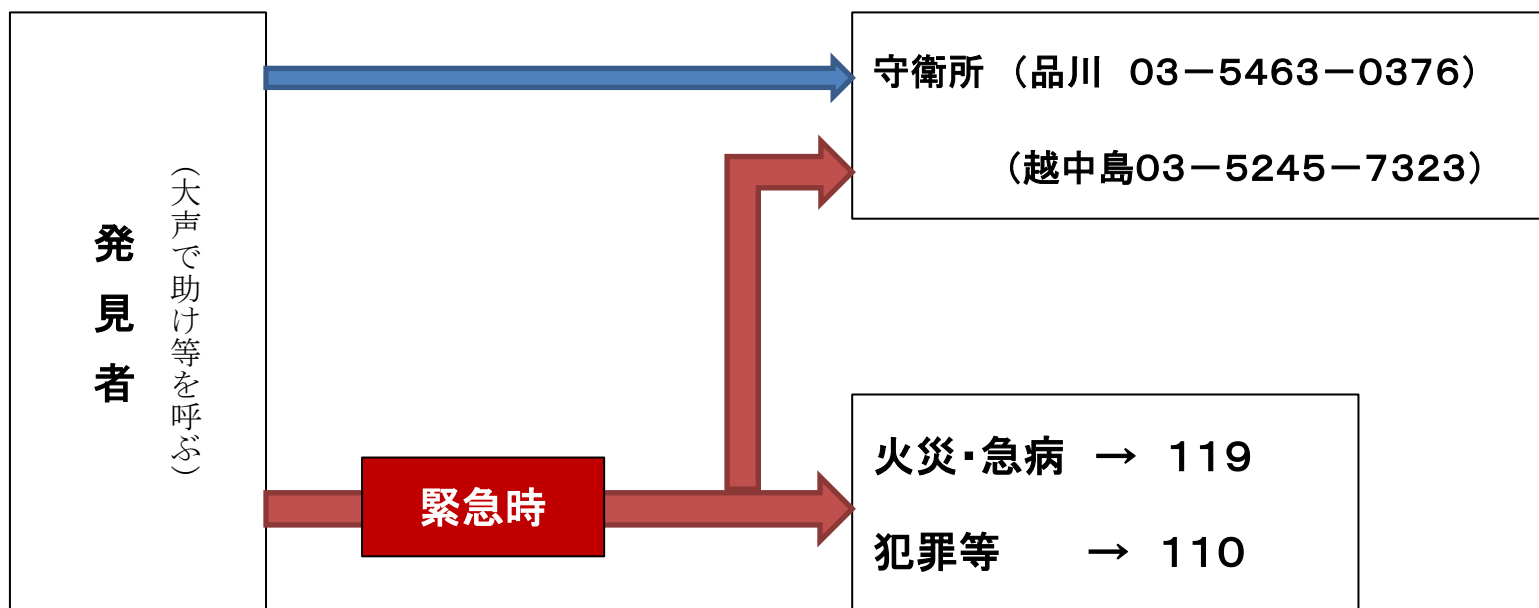 発見者
（大声で助け等を呼ぶ）
守衛所 （品川 ０３－５４６３－０３７６）
（越中島０３－５２４５－７３２３）
緊急時
火災・急病 → １１９
犯罪等 → １１０